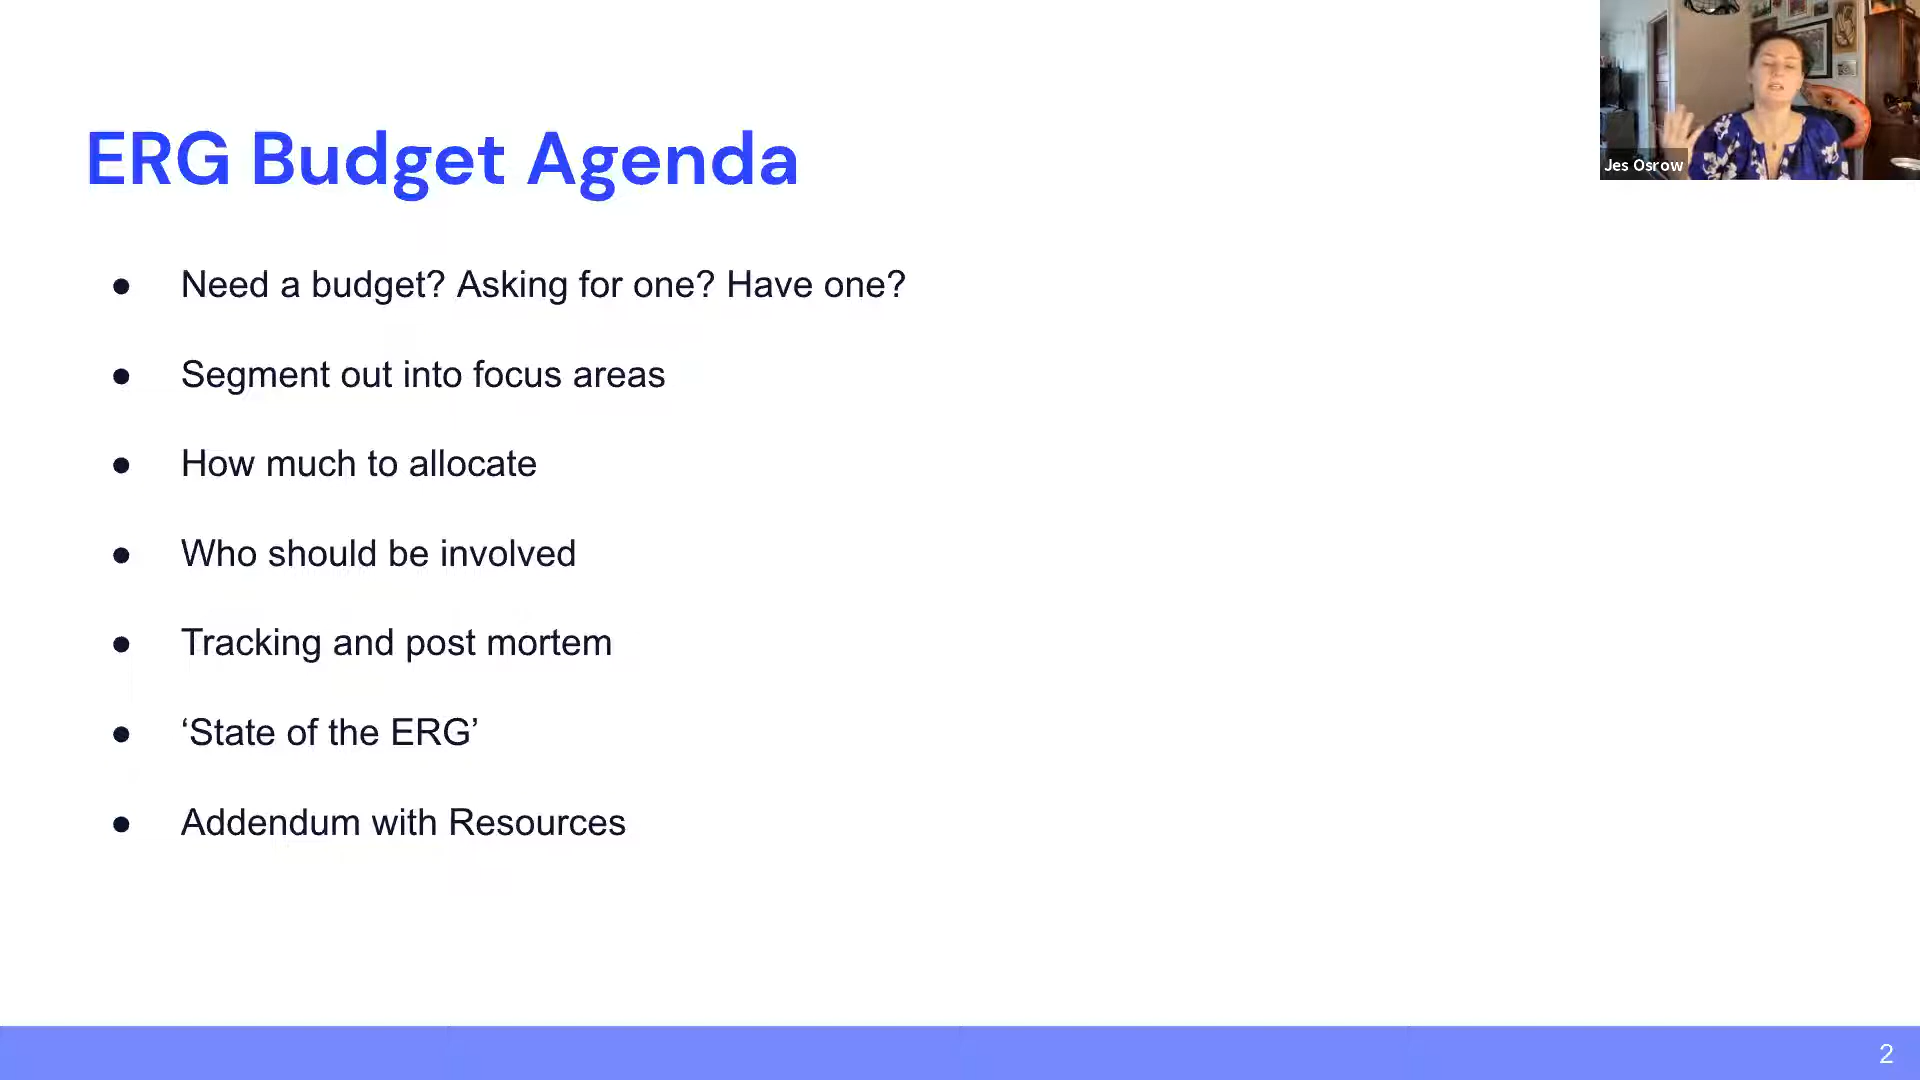 ERG Budget Agenda
Jes Osrow
● Need a budget? Asking for one? Have one?
● Segment out into focus areas
● How much to allocate
● Who should be involved
● Tracking and post mortem
● ‘State of the ERG’
● Addendum with Resources
2